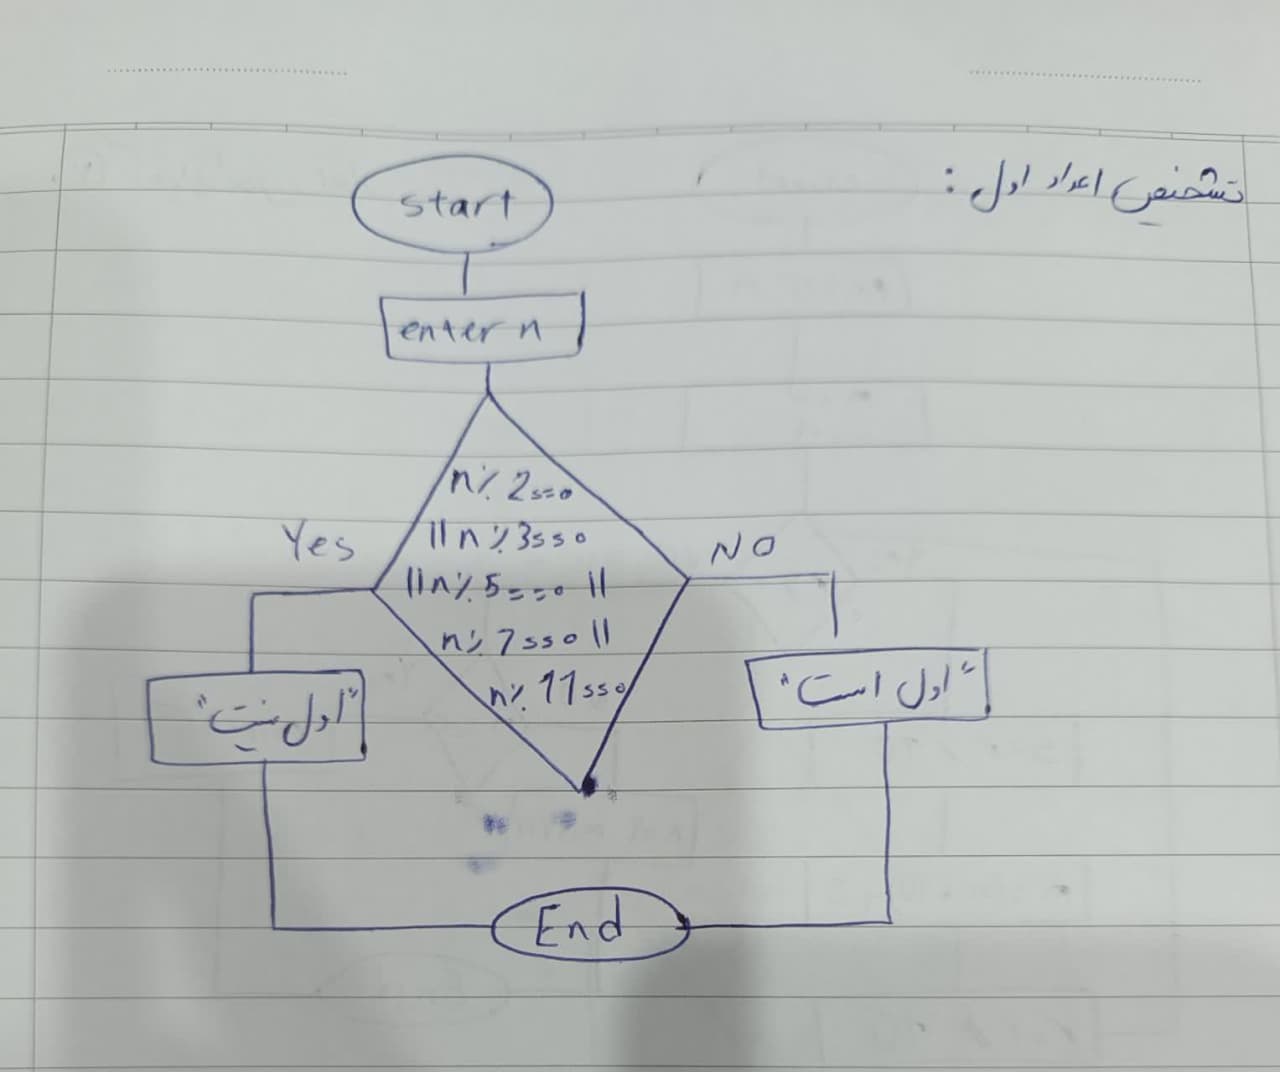 تشخیص اعداد اول :
start
enter n
n٪ 2==0
|| n٪3==0
|| n٪5==0 ||
n٪ 7==0 ||
n٪ 11==0
Yes
NO
"اول نیست"
"اول است"
End